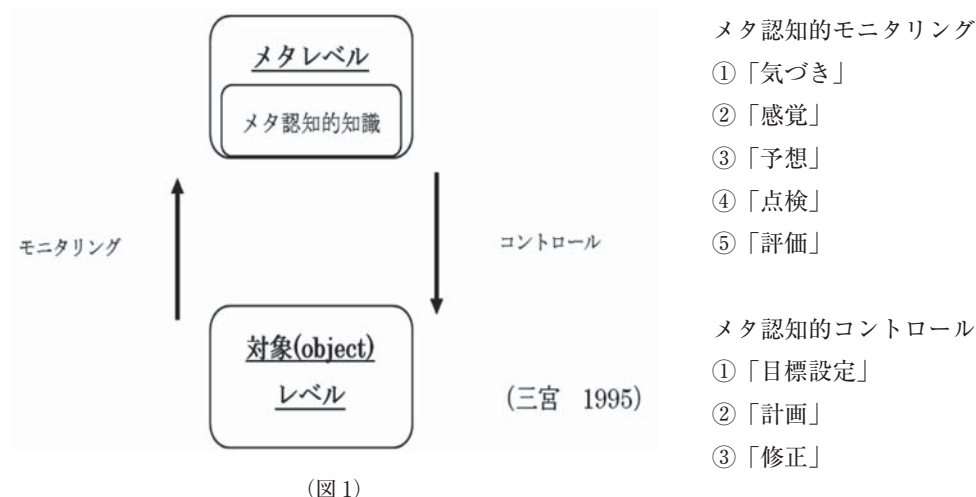 メタレベル
メタ認知的知識
モニタリング
コントロール
対象(object)
レベル
(三宮 1995)
(図1)
メタ認知的モニタリング
①「気づき」
②「感覚」
③「予想」
④「点検」
⑤「評価」
メタ認知的コントロール
①「目標設定」
②「計画」
③「修正」